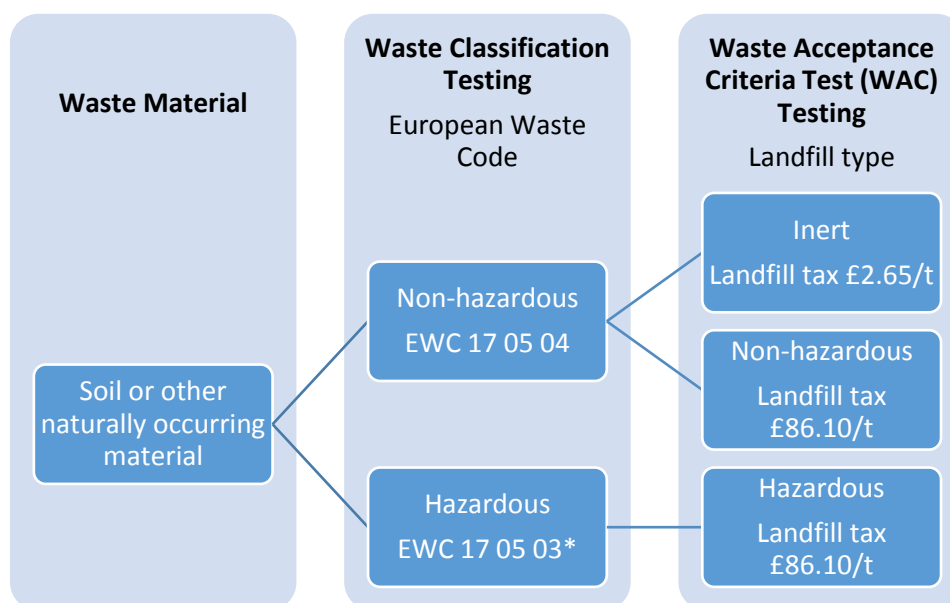 Waste Material
Soil or other
naturally occurring
material
Waste Classification
Testing
European Waste
Code
Non-hazardous
EWC 17 05 04
Hazardous
EWC 17 05 03*
Waste Acceptance
Criteria Test (WAC)
Testing
Landfill type
Inert
Landfill tax £2.65/t
Non-hazardous
Landfill tax
£86.10/t
Hazardous
Landfill tax
£86.10/t